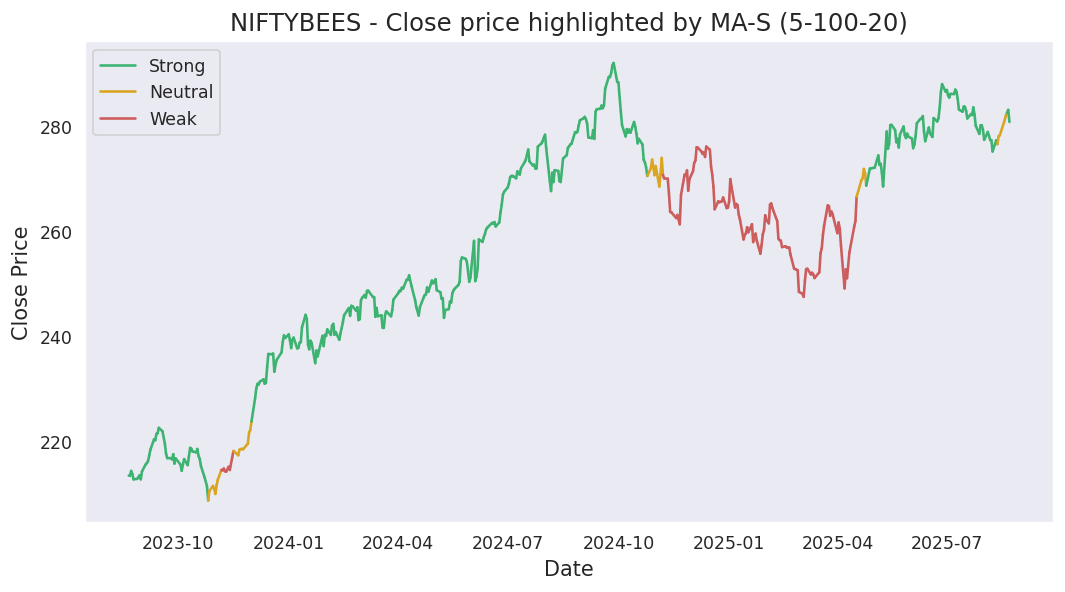 NIFTYBEES - Close price highlighted by MA-S (5-100-20)
Strong
Neutral
Weak
Close Price
280
260
240
220
2023-10 2024-01 2024-04 2024-07 2024-10 2025-01 2025-04 2025-07
Date